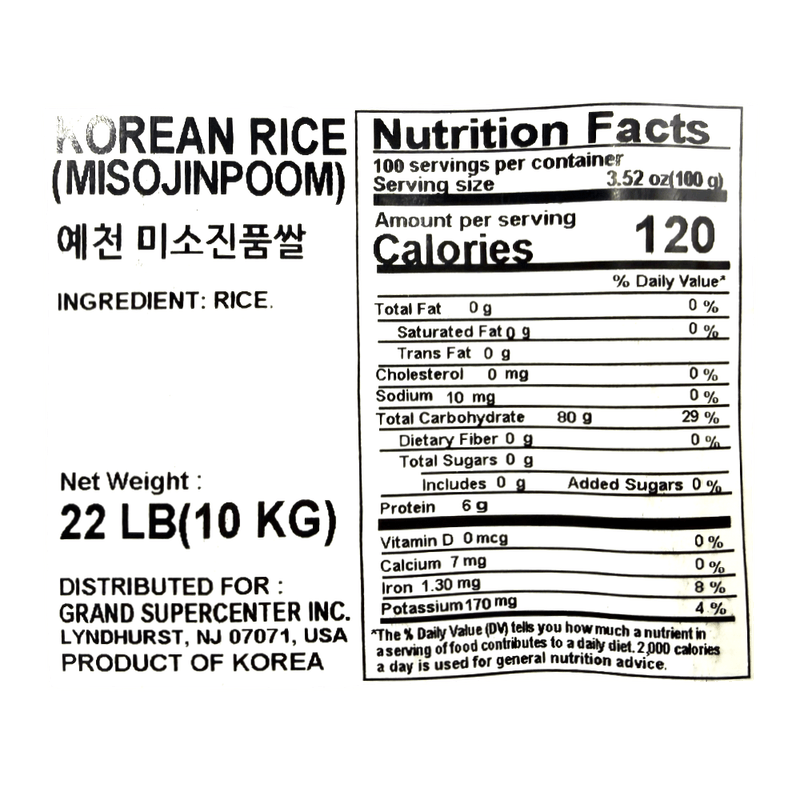 KOREAN RICE
(MISOJINPOOM)
예천 미소진품쌀
INGREDIENT: RICE.
Net Weight :
22 LB(10 KG)
DISTRIBUTED FOR :
GRAND SUPERCENTER INC.
LYNDHURST, NJ 07071, USA
PRODUCT OF KOREA
Nutrition Facts
100 servings per container
Serving size 3.52 oz(100 g)
Amount per serving
Calories 120
% Daily Value*
Total Fat 0 g 0 %
Saturated Fat 0 g 0 %
Trans Fat 0 g
Cholesterol 0 mg 0 %
Sodium 10 mg 0 %
Total Carbohydrate 80 g 29 %
Dietary Fiber 0 g 0 %
Total Sugars 0 g
Includes 0 g Added Sugars 0 %
Protein 6 g
Vitamin D 0 mcg 0 %
Calcium 7 mg 0 %
Iron 1.30 mg 8 %
Potassium 170 mg 4 %
*The % Daily Value (DV) tells you how much a nutrient in
a serving of food contributes to a daily diet. 2,000 calories
a day is used for general nutrition advice.